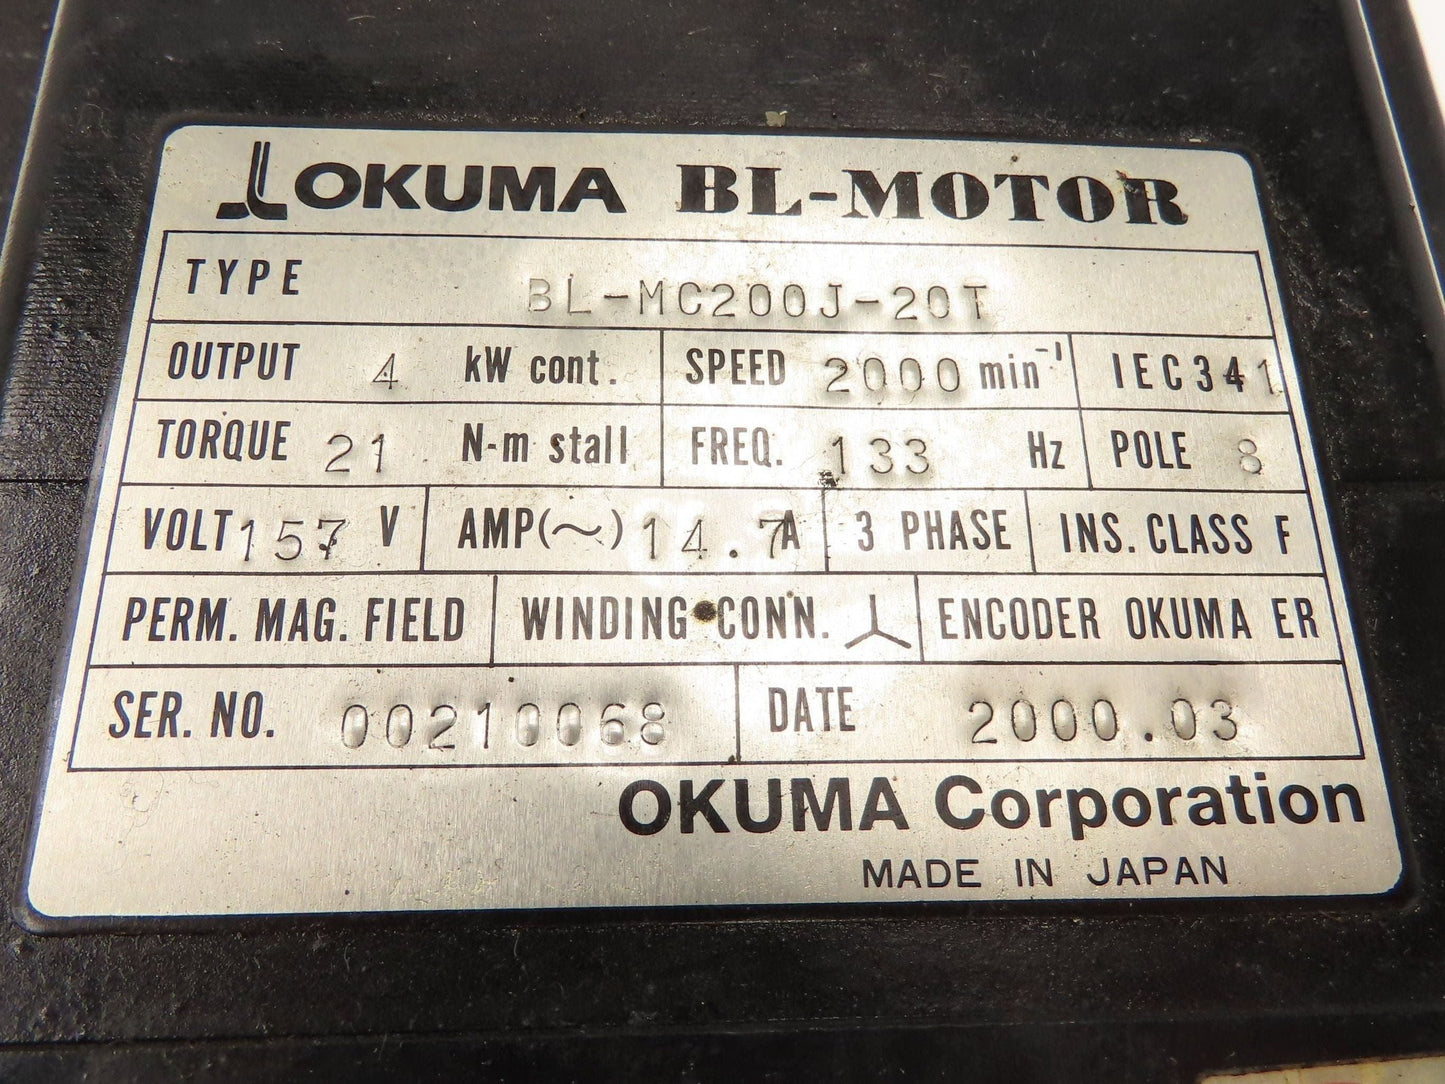 OKUMA BL-MOTOR
TYPE BL-MC200J-20T
OUTPUT 4 kW cont. SPEED 2000 min⁻¹ IEC341
TORQUE 21 N-m stall FREQ. 133 Hz POLE 8
VOLT 157 V AMP(~) 14.7A 3 PHASE INS. CLASS F
PERM. MAG. FIELD WINDING CONN. ENCODER OKUMA ER
SER. NO. 00210068 DATE 2000.03
OKUMA Corporation
MADE IN JAPAN